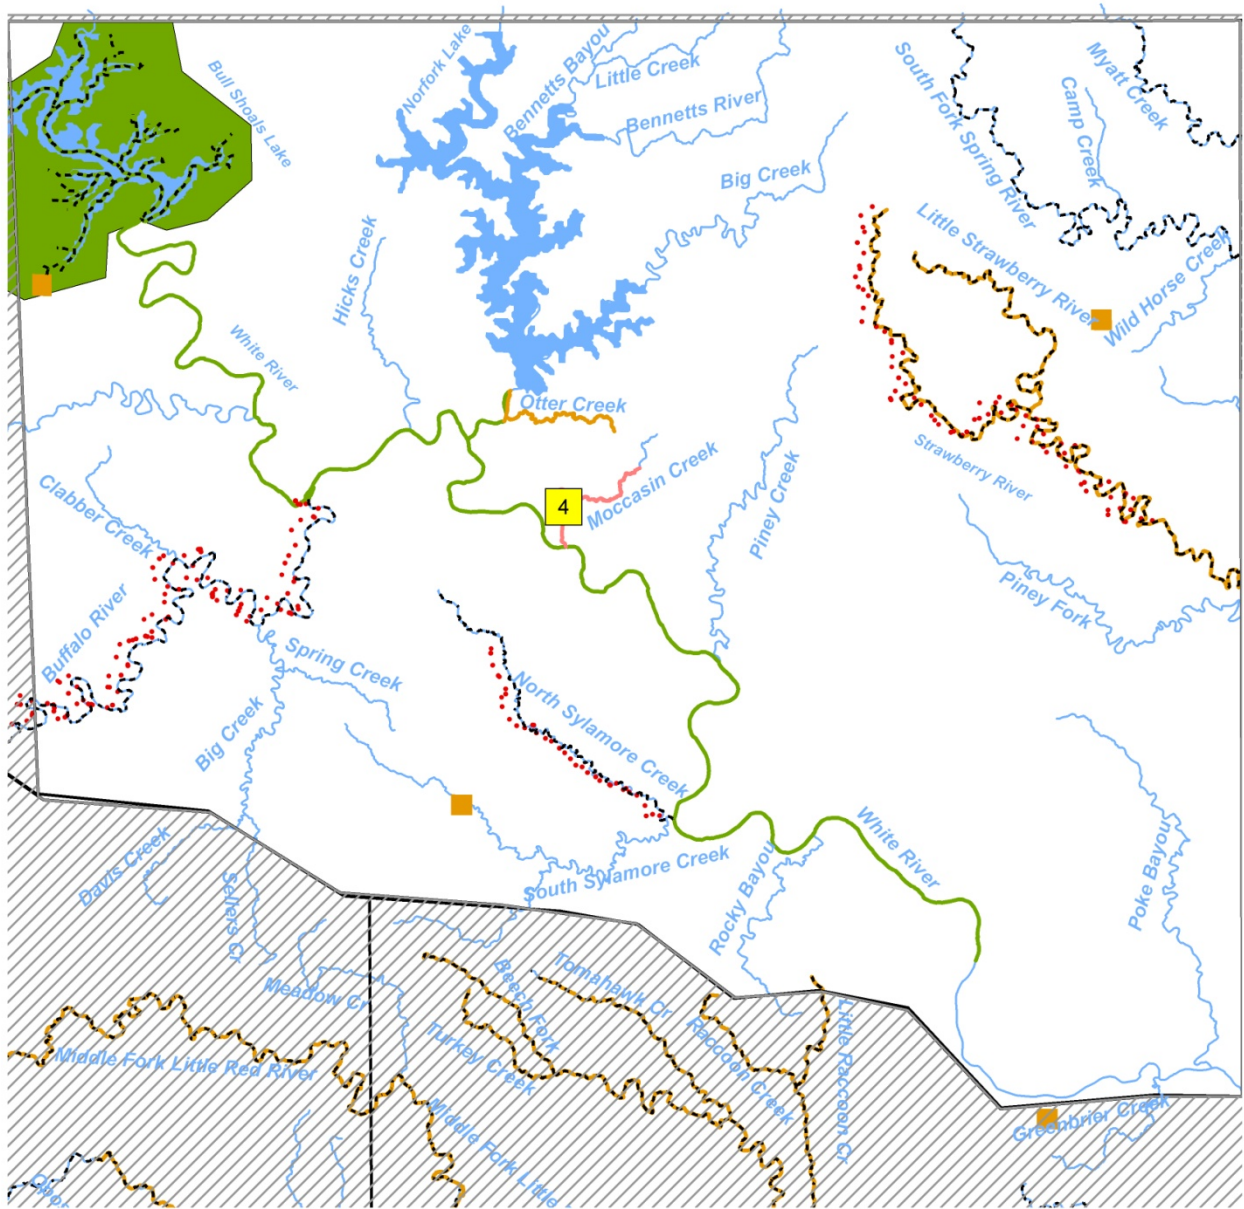 Norfork Lake
Bennetts Bayou
Little Creek
Bennetts River
Big Creek
Bull Shoals Lake
South Fork Spring River
Camp Creek
Myatt Creek
Hicks Creek
Little Strawberry River
Wild Horse Creek
White River
Otter Creek
Strawberry River
Moccasin Creek
4
Piney Creek
Clabber Creek
Piney Fork
Buffalo River
Spring Creek
North Sylamore Creek
Big Creek
White River
Poke Bayou
Davis Creek
Sellers Cr
South Sylamore Creek
Rocky Bayou
Meadow Cr
Beech Fork
Tomahawk Cr
Turkey Creek
Raccoon Creek
Little Raccoon Cr
Middle Fork Little Red River
Middle Fork Little
Greenbrier Creek